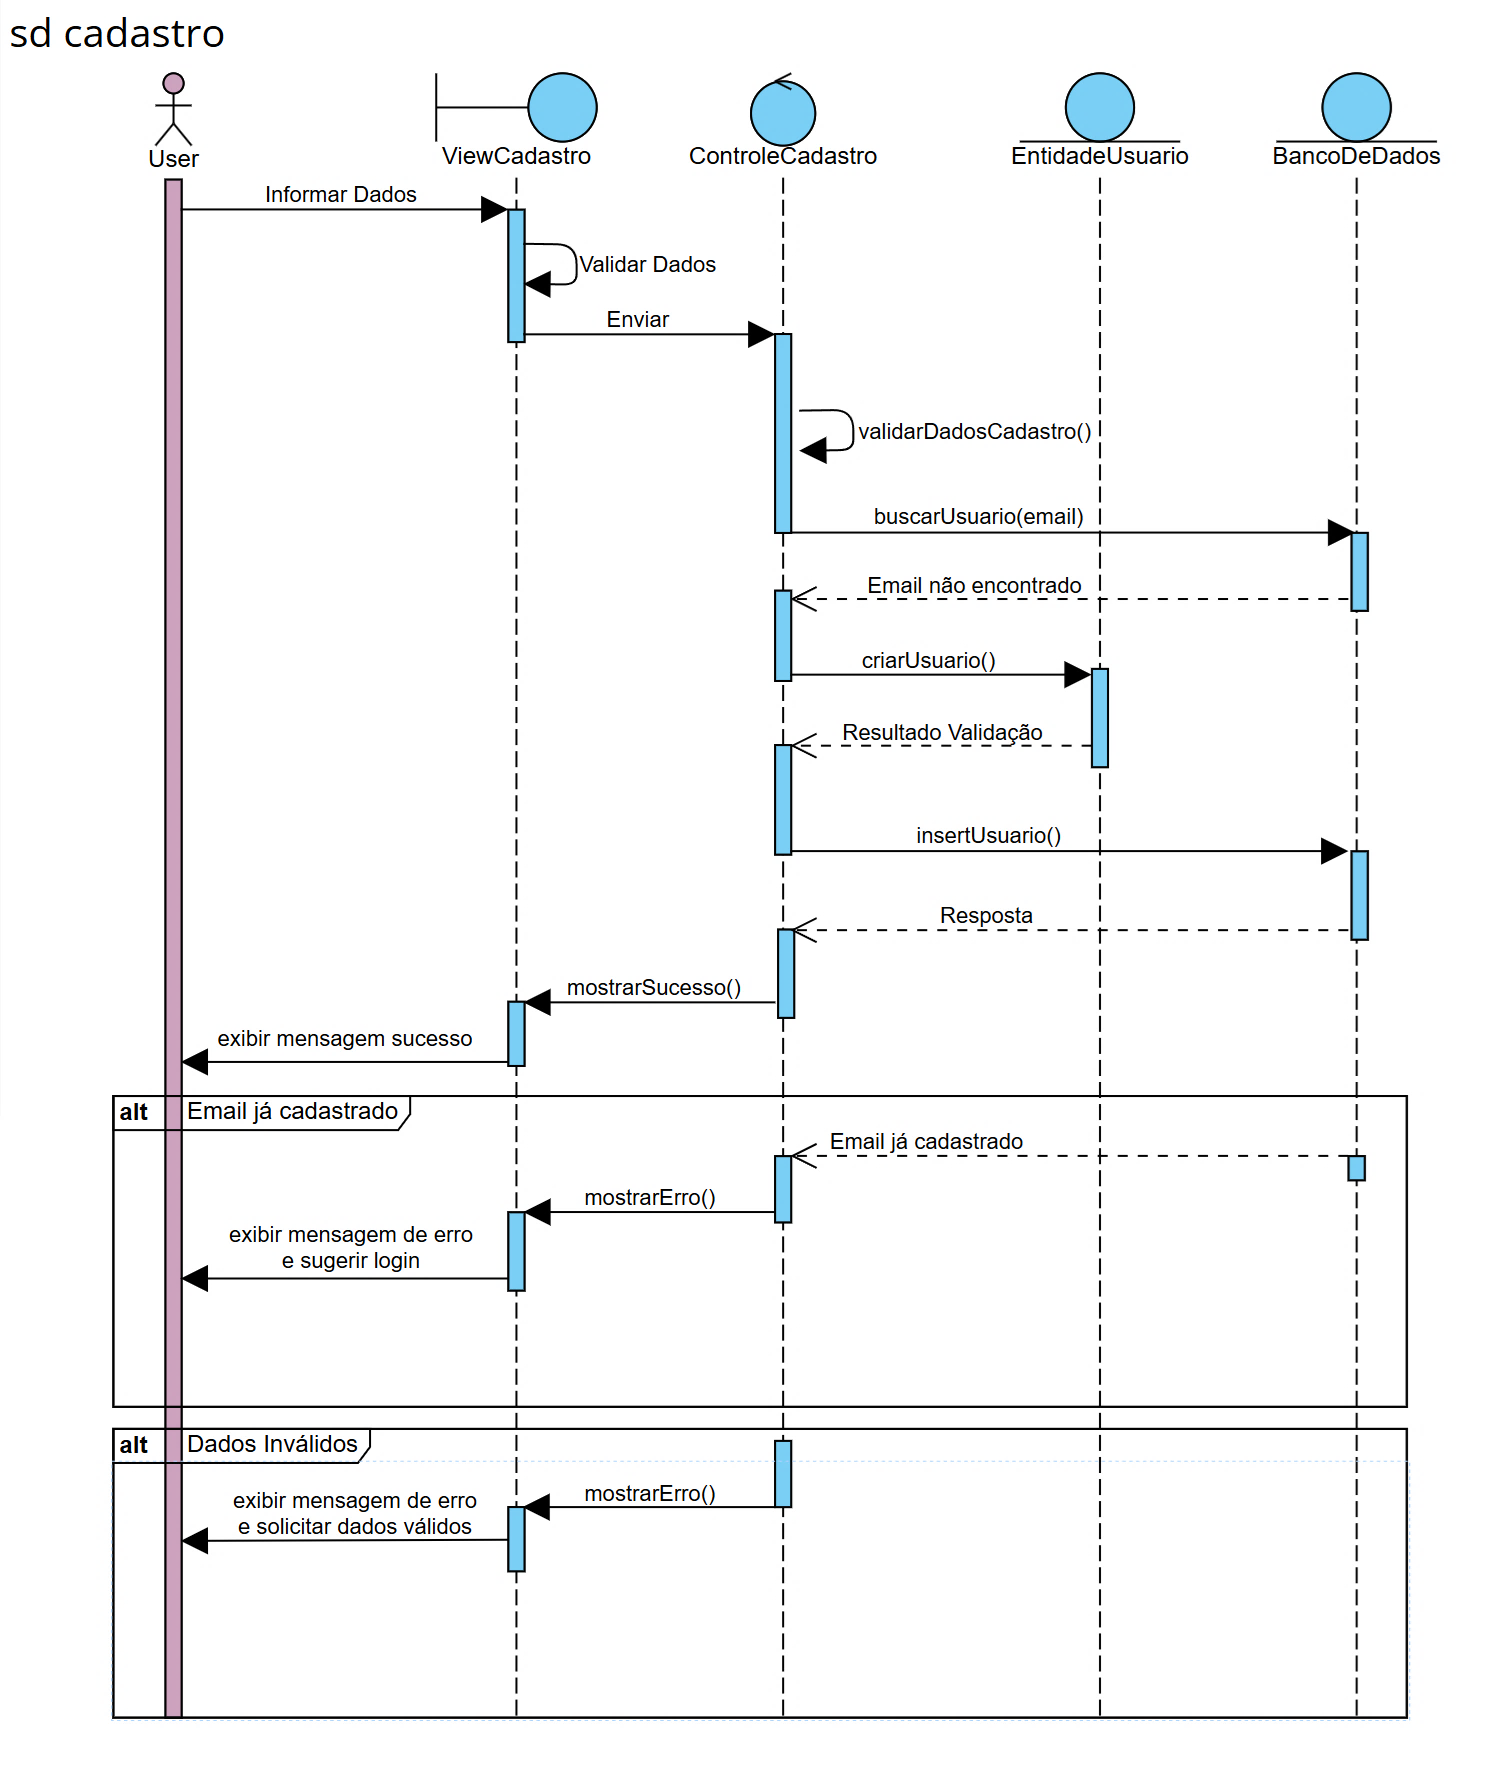 sd cadastro
User
ViewCadastro
ControleCadastro
EntidadeUsuario
BancoDeDados
Informar Dados
Validar Dados
Enviar
validarDadosCadastro()
buscarUsuario(email)
Email não encontrado
criarUsuario()
Resultado Validação
insertUsuario()
Resposta
mostrarSucesso()
exibir mensagem sucesso
alt
Email já cadastrado
Email já cadastrado
mostrarErro()
exibir mensagem de erro
e sugerir login
alt
Dados Inválidos
mostrarErro()
exibir mensagem de erro
e solicitar dados válidos